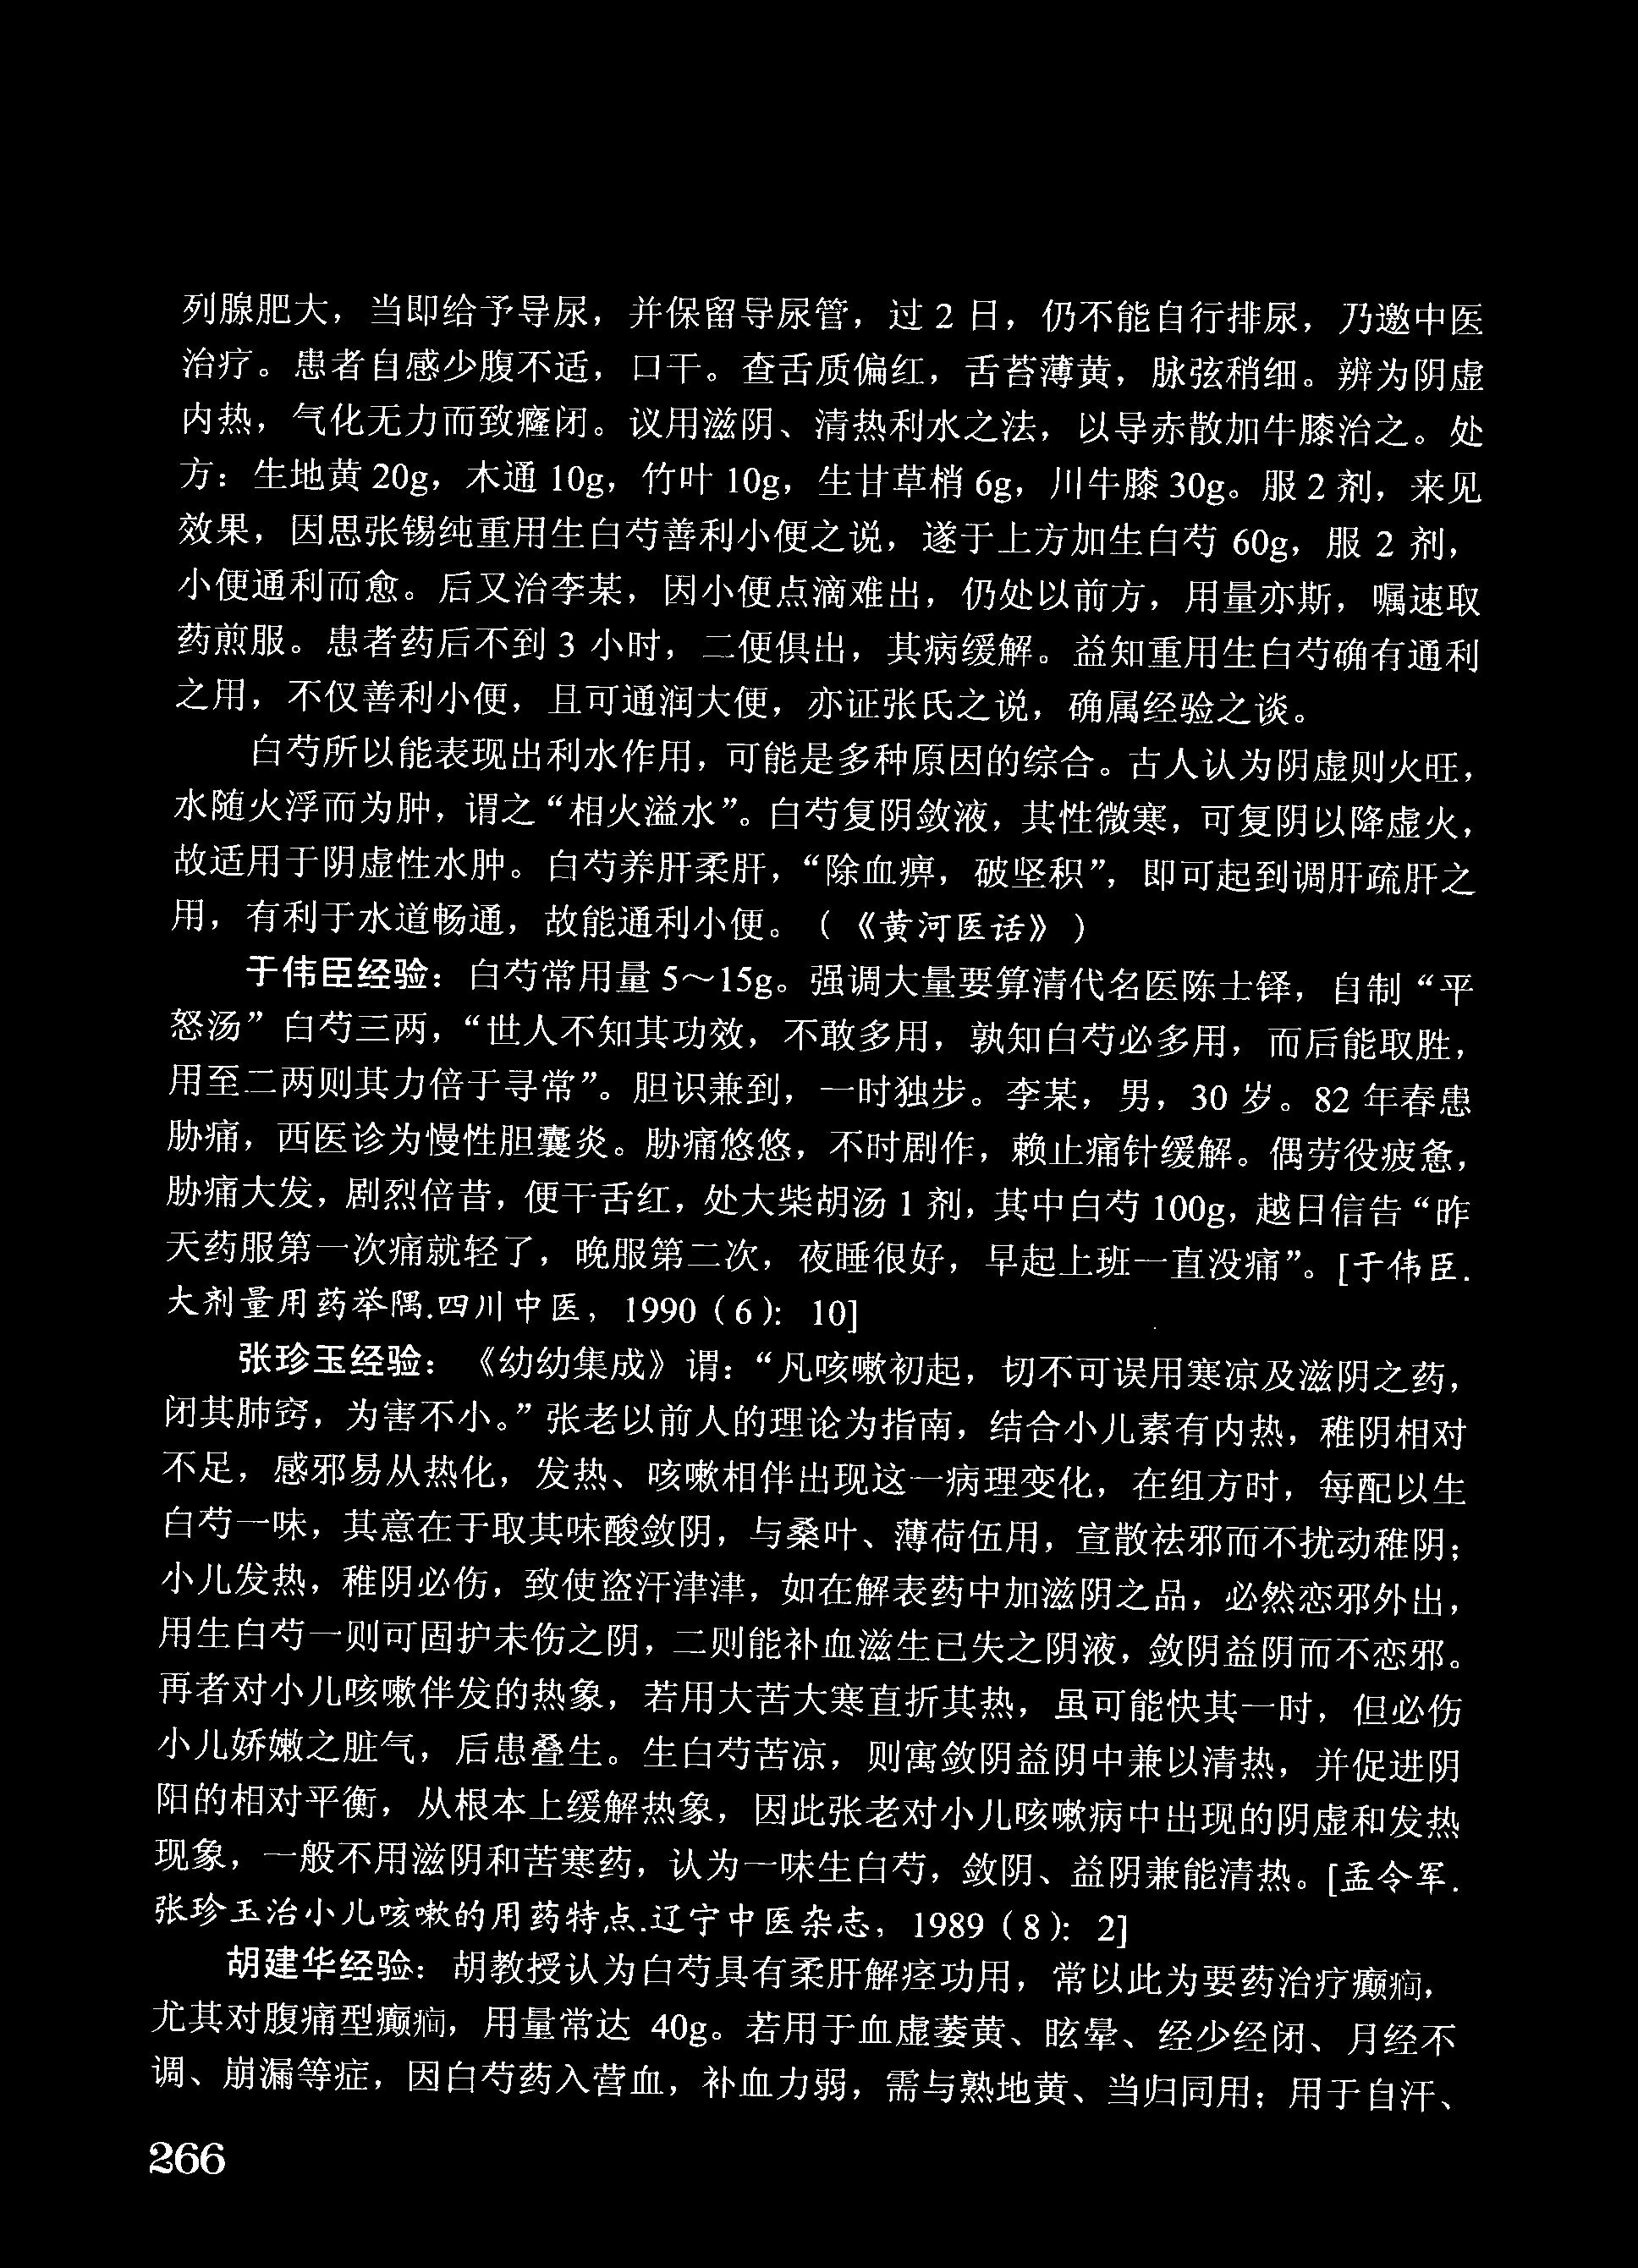 列腺肥大，当即给予导尿，并保留导尿管，过 2 日，仍不能自行排尿，乃邀中医
治疗。患者自感少腹不适，口干。查舌质偏红，舌苔薄黄，脉弦稍细。辨为阴虚
内热，气化无力而致癃闭。议用滋阴、清热利水之法，以导赤散加牛膝治之。处
方：生地黄 20g，木通 10g，竹叶 10g，生甘草梢 6g，川牛膝 30g。服 2 剂，来见
效果，因思张锡纯重用生白芍善利小便之说，遂于上方加生白芍 60g，服 2 剂，
小便通利而愈。后又治李某，因小便点滴难出，仍处以前方，用量亦斯，嘱速取
药煎服。患者药后不到 3 小时，二便俱出，其病缓解。益知重用生白芍确有通利
之用，不仅善利小便，且可通润大便，亦证张氏之说，确属经验之谈。
白芍所以能表现出利水作用，可能是多种原因的综合。古人认为阴虚则火旺，
水随火浮而为肿，谓之“相火溢水”。白芍复阴敛液，其性微寒，可复阴以降虚火，
故适用于阴虚性水肿。白芍养肝柔肝，“除血痹，破坚积”，即可起到调肝疏肝之
用，有利于水道畅通，故能通利小便。（《黄河医话》）
于伟臣经验：白芍常用量 5～15g。强调大量要算清代名医陈士铎，自制“平
怒汤”白芍三两，“世人不知其功效，不敢多用，孰知白芍必多用，而后能取胜，
用至二两则其力倍于寻常”。胆识兼到，一时独步。李某，男，30 岁。82 年春患
胁痛，西医诊为慢性胆囊炎。胁痛悠悠，不时剧作，赖止痛针缓解。偶劳役疲惫，
胁痛大发，剧烈倍昔，便干舌红，处大柴胡汤 1 剂，其中白芍 100g，越日信告“昨
天药服第一次痛就轻了，晚服第二次，夜睡很好，早起上班一直没痛”。[于伟臣.
大剂量用药举隅.四川中医，1990（6）：10]
张珍玉经验：《幼幼集成》谓：“凡咳嗽初起，切不可误用寒凉及滋阴之药，
闭其肺窍，为害不小。”张老以前人的理论为指南，结合小儿素有内热，稚阴相对
不足，感邪易从热化，发热、咳嗽相伴出现这一病理变化，在组方时，每配以生
白芍一味，其意在于取其味酸敛阴，与桑叶、薄荷伍用，宣散祛邪而不扰动稚阴；
小儿发热，稚阴必伤，致使盗汗津津，如在解表药中加滋阴之品，必然恋邪外出，
用生白芍一则可固护未伤之阴，二则能补血滋生已失之阴液，敛阴益阴而不恋邪。
再者对小儿咳嗽伴发的热象，若用大苦大寒直折其热，虽可能快其一时，但必伤
小儿娇嫩之脏气，后患叠生。生白芍苦凉，则寓敛阴益阴中兼以清热，并促进阴
阳的相对平衡，从根本上缓解热象，因此张老对小儿咳嗽病中出现的阴虚和发热
现象，一般不用滋阴和苦寒药，认为一味生白芍，敛阴、益阴兼能清热。[孟令军.
张珍玉治小儿咳嗽的用药特点.辽宁中医杂志，1989（8）：2]
胡建华经验：胡教授认为白芍具有柔肝解痉功用，常以此为要药治疗癫痫，
尤其对腹痛型癫痫，用量常达 40g。若用于血虚萎黄、眩晕、经少经闭、月经不
调、崩漏等症，因白芍药入营血，补血力弱，需与熟地黄、当归同用；用于自汗、
266